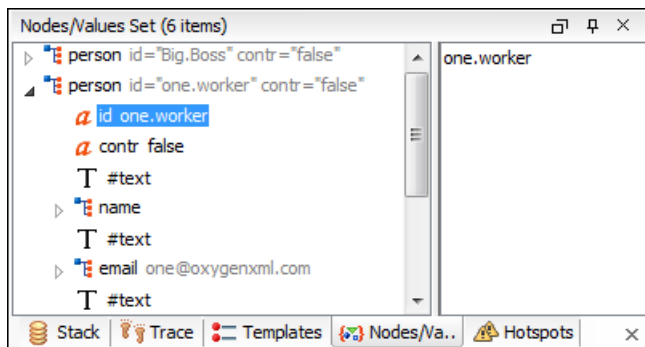 Nodes/Values Set (6 items)
person id="Big.Boss" contr="false"
person id="one.worker" contr="false"
a id one.worker
a contr false
T #text
name
T #text
email one@oxygenxml.com
T #text
one.worker
Stack Trace Templates Nodes/Va.. Hotspots